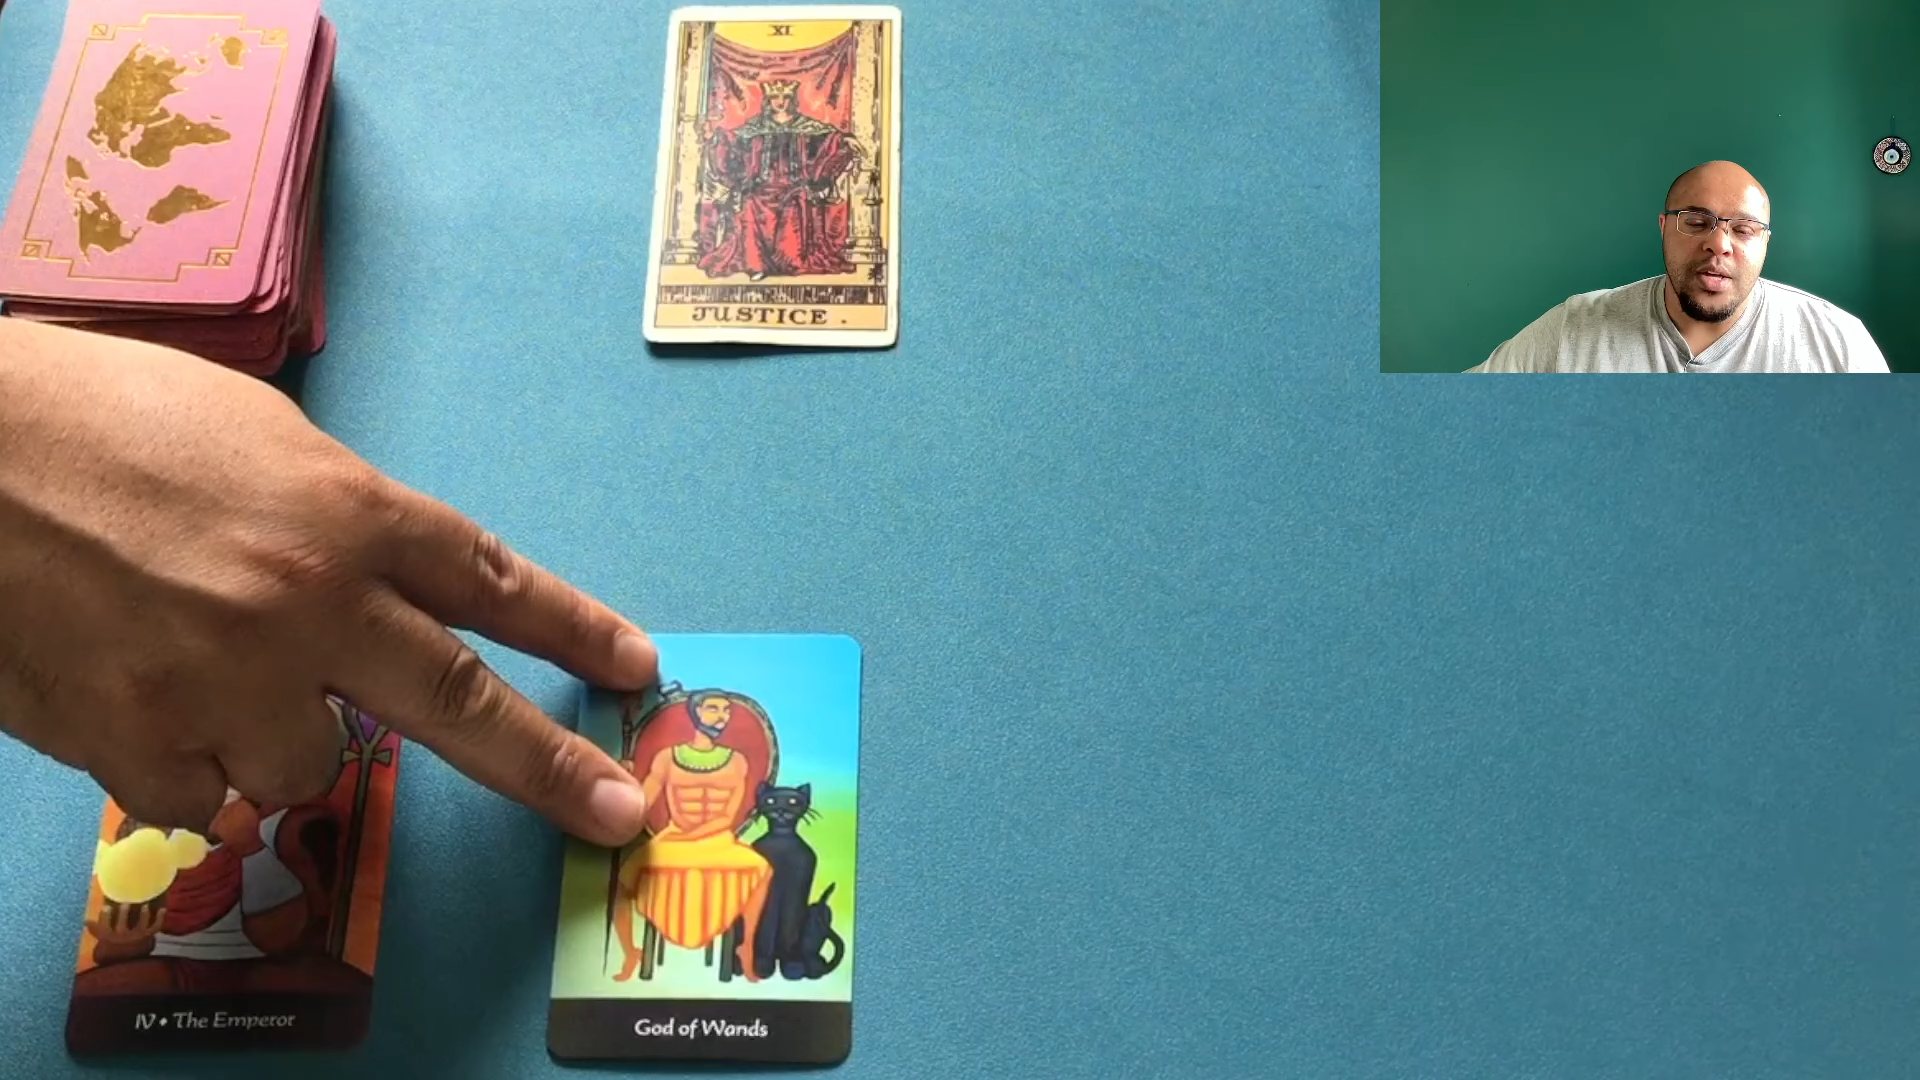 XI
JUSTICE .
IV • The Emperor
God of Wands